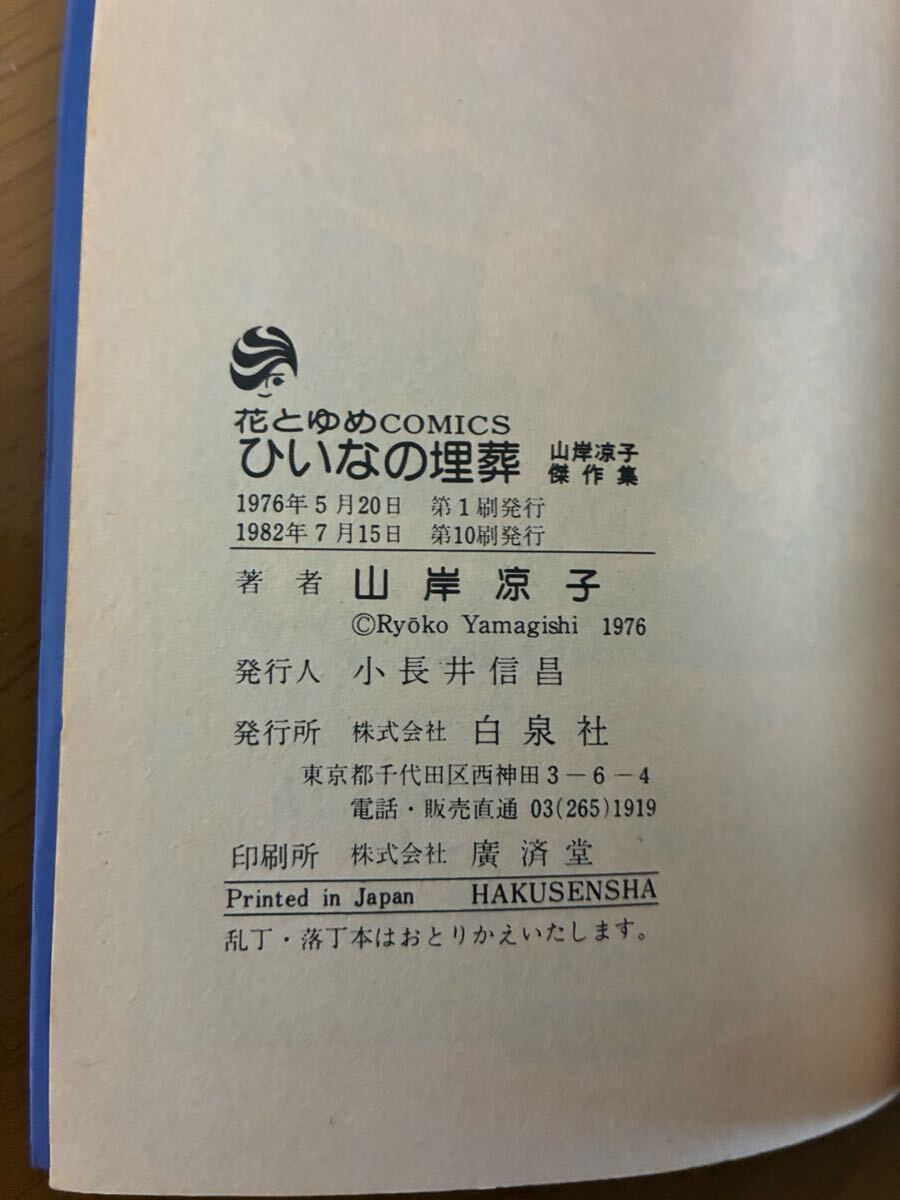 花とゆめCOMICS
ひいなの埋葬 山岸凉子傑作集
1976年5月20日 第1刷発行
1982年7月15日 第10刷発行
著者 山岸凉子
©Ryōko Yamagishi 1976
発行人 小長井信昌
発行所 株式会社 白泉社
東京都千代田区西神田3-6-4
電話・販売直通 03(265)1919
印刷所 株式会社 廣済堂
Printed in Japan HAKUSENSHA
乱丁・落丁本はおとりかえいたします。